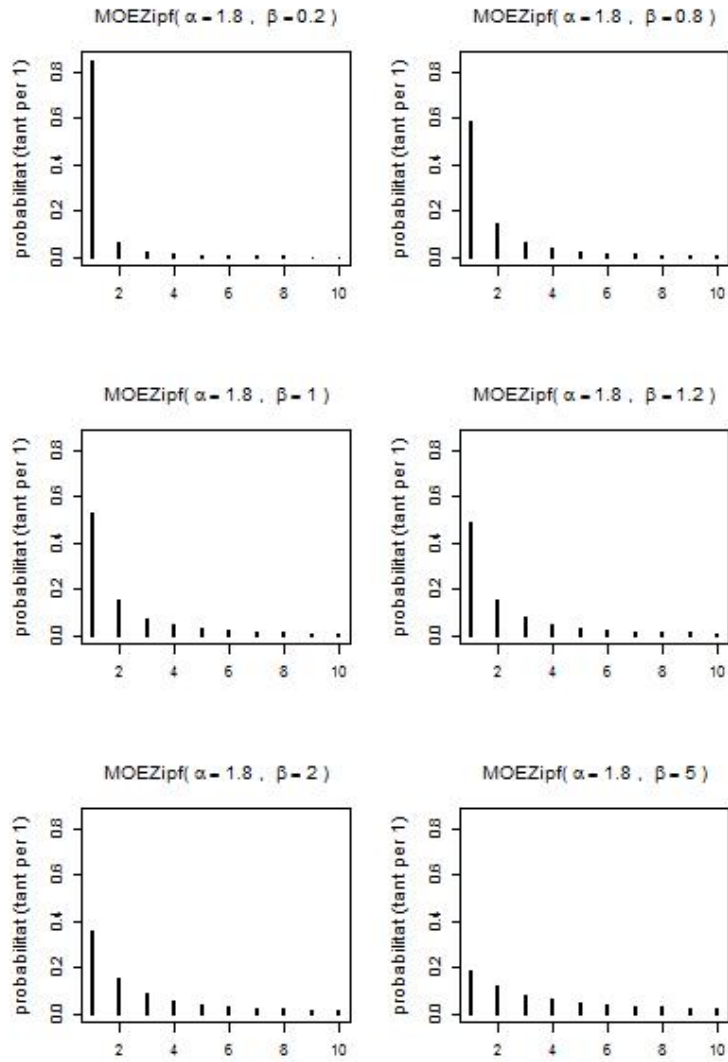 MOEZipf( α = 1.8 , β = 0.2 )
probabilitat (tant per 1)
0.0 0.2 0.4 0.6 0.8
2 4 6 8 10
MOEZipf( α = 1.8 , β = 0.8 )
probabilitat (tant per 1)
0.0 0.2 0.4 0.6 0.8
2 4 6 8 10
MOEZipf( α = 1.8 , β = 1 )
probabilitat (tant per 1)
0.0 0.2 0.4 0.6 0.8
2 4 6 8 10
MOEZipf( α = 1.8 , β = 1.2 )
probabilitat (tant per 1)
0.0 0.2 0.4 0.6 0.8
2 4 6 8 10
MOEZipf( α = 1.8 , β = 2 )
probabilitat (tant per 1)
0.0 0.2 0.4 0.6 0.8
2 4 6 8 10
MOEZipf( α = 1.8 , β = 5 )
probabilitat (tant per 1)
0.0 0.2 0.4 0.6 0.8
2 4 6 8 10